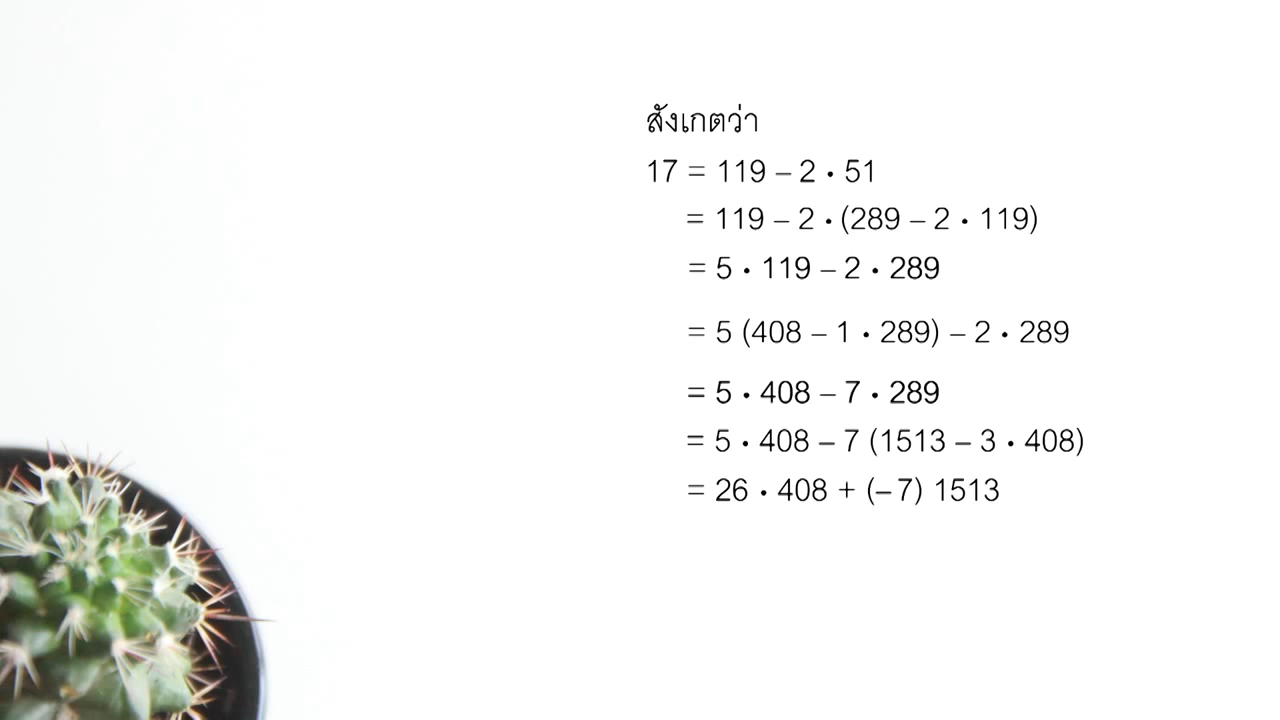 สังเกตว่า
17 = 119 – 2 • 51
= 119 – 2 • (289 – 2 • 119)
= 5 • 119 – 2 • 289
= 5 (408 – 1 • 289) – 2 • 289
= 5 • 408 – 7 • 289
= 5 • 408 – 7 (1513 – 3 • 408)
= 26 • 408 + (– 7) 1513